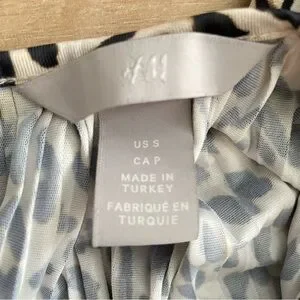 H&M
US S
CA P
MADE IN
TURKEY
FABRIQUÉ EN
TURQUIE